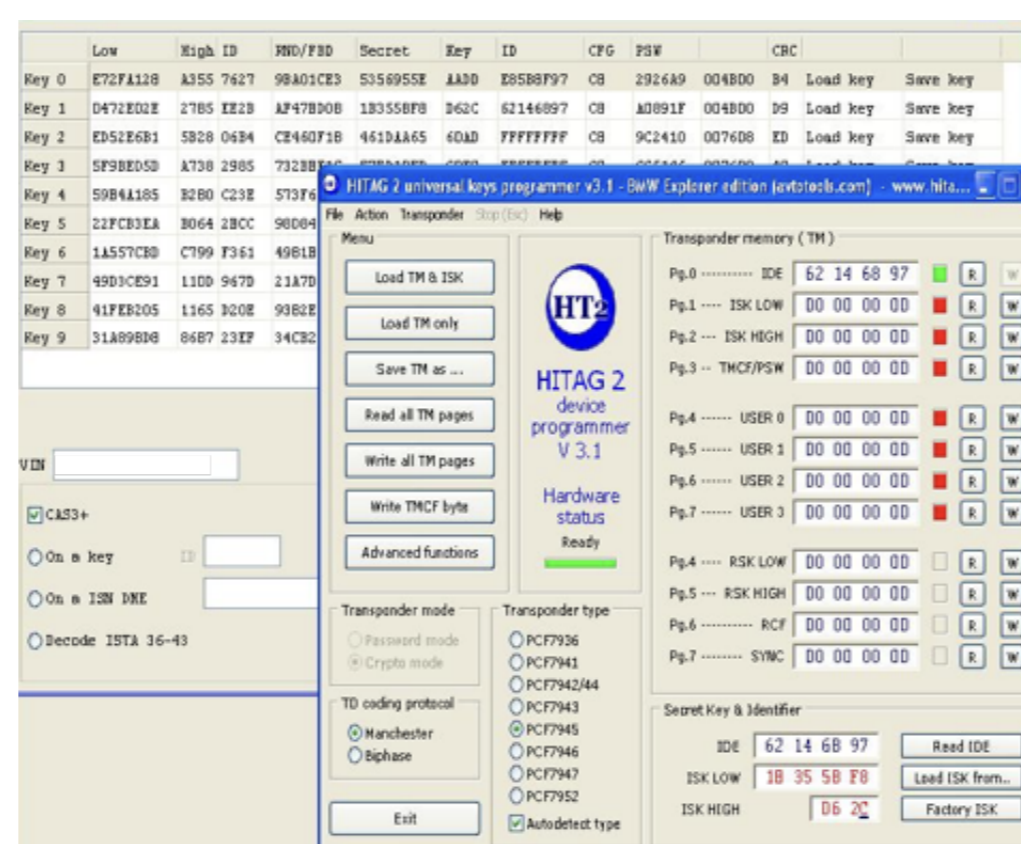 Low High ID RND/FBD Secret Key ID CFG PSW CRC
Key 0 E72FA128 A355 7627 98A01CE3 5356955E AADD E85B8F97 C8 2926A9 004BD0 B4 Load key Save key
Key 1 D472E02E 2785 EE2B AF47BD0B 1B355BF8 D62C 62146B97 C8 A0891F 004BD0 D9 Load key Save key
Key 2 ED52E6B1 5B28 06B4 CE460F1B 461DAA65 6DAD FFFFFFFF C8 9C2410 0076D8 ED Load key Save key
Key 3 5F9BED5D A738 2985
Key 4 59B4A185 B2B0 C23E 573F6
Key 5 22FCB3EA B064 2BCC 98D84
Key 6 1A557CBD C799 F361 4981B
Key 7 49D3CE91 11DD 967D 21A7D
Key 8 41FEB205 1165 D20E 93B2E
Key 9 31A89BD8 86B7 23EF 34CB2
HITAG 2 universal keys programmer v3.1 - BMW Explorer edition (avtotools.com) - www.hita...
File Action Transponder Stop (Esc) Help
Menu
Load TM & ISK
Load TM only
Save TM as ....
Read all TM pages
Write all TM pages
Write TMCF byte
Advanced functions
HT2
HITAG 2
device
programmer
V 3.1
Hardware
status
Ready
Transponder memory ( TM )
Pg.0 ---------- IDE 62 14 6B 97 R W
Pg.1 ---- ISK LOW 00 00 00 00 R W
Pg.2 --- ISK HIGH 00 00 00 00 R W
Pg.3 -- TMCF/PSW 00 00 00 00 R W
Pg.4 ------ USER 0 00 00 00 00 R W
Pg.5 ------ USER 1 00 00 00 00 R W
Pg.6 ------ USER 2 00 00 00 00 R W
Pg.7 ------ USER 3 00 00 00 00 R W
Pg.4 ---- RSK LOW 00 00 00 00 R W
Pg.5 --- RSK HIGH 00 00 00 00 R W
Pg.6 ---------- RCF 00 00 00 00 R W
Pg.7 -------- SYNC 00 00 00 00 R W
VIN
CAS3+
On a key ID
On a ISN DME
Decode ISTA 36-43
Transponder mode
Password mode
Crypto mode
TD coding protocol
Manchester
Biphase
Exit
Transponder type
PCF7936
PCF7941
PCF7942/44
PCF7943
PCF7945
PCF7946
PCF7947
PCF7952
Autodetect type
Secret Key & Identifier
IDE 62 14 6B 97 Read IDE
ISK LOW 1B 35 5B F8 Load ISK from...
ISK HIGH D6 2C Factory ISK